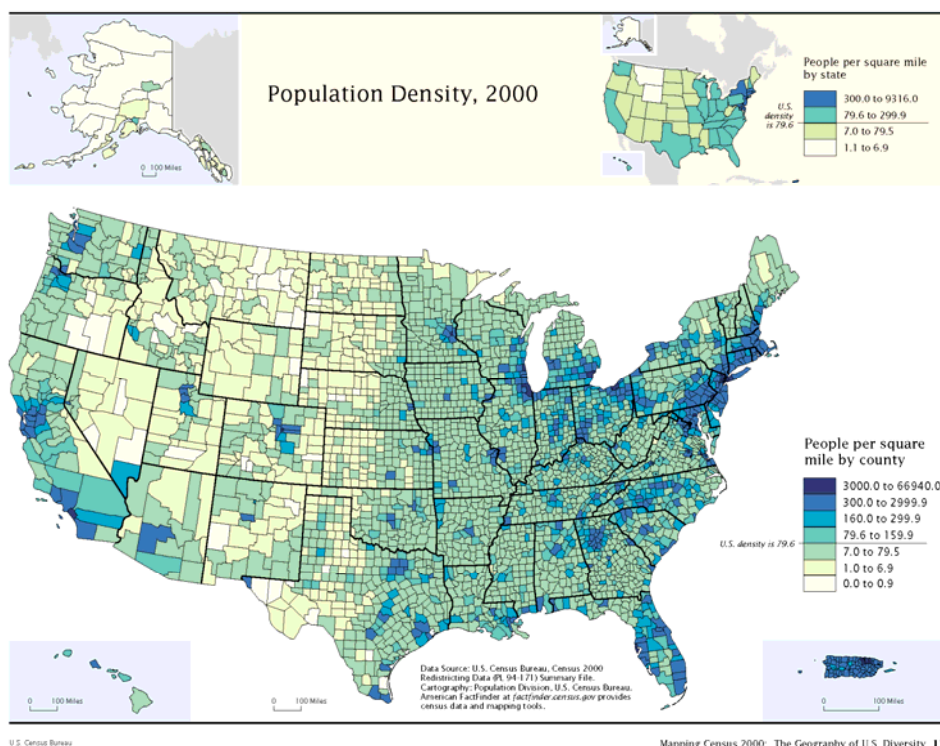 Population Density, 2000
People per square mile
by state
300.0 to 9316.0
79.6 to 299.9
7.0 to 79.5
1.1 to 6.9
U.S.
density
is 79.6
0 100 Miles
People per square
mile by county
3000.0 to 66940.0
300.0 to 2999.9
160.0 to 299.9
79.6 to 159.9
7.0 to 79.5
1.0 to 6.9
0.0 to 0.9
U.S. density is 79.6
Data Source: U.S. Census Bureau, Census 2000
Redistricting Data (PL 94-171) Summary File.
Cartography: Population Division, U.S. Census Bureau.
American FactFinder at factfinder.census.gov provides
census data and mapping tools.
0 100 Miles
0 100 Miles
0 100 Miles
U.S. Census Bureau
Mapping Census 2000: The Geography of U.S. Diversity 1